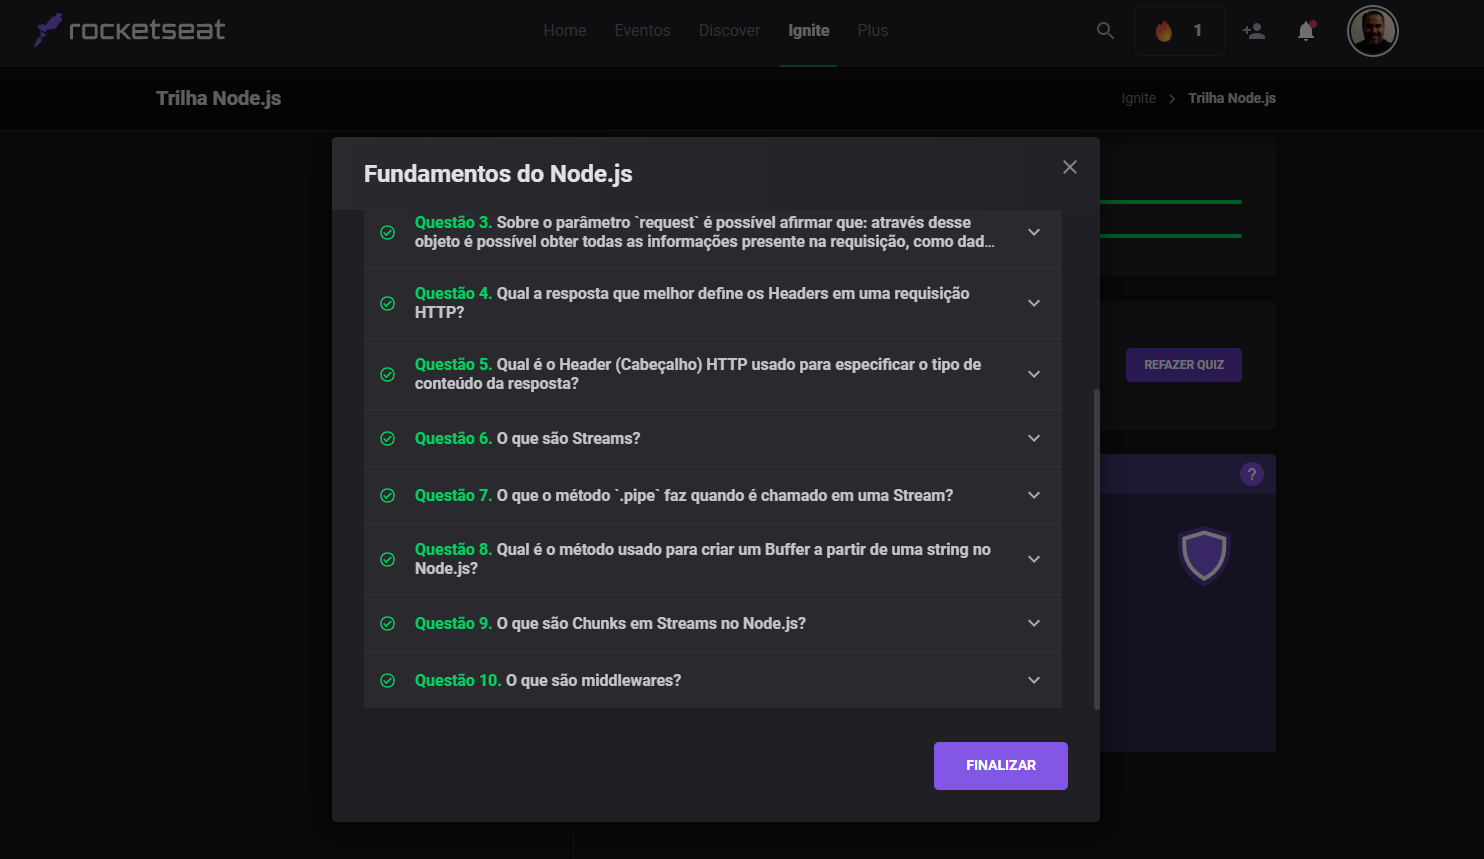 rocketseat
Home
Eventos
Discover
Ignite
Plus
1
Trilha Node.js
Ignite
Trilha Node.js
Fundamentos do Node.js
Questão 3. Sobre o parâmetro `request` é possível afirmar que: através desse
objeto é possível obter todas as informações presente na requisição, como dad...
Questão 4. Qual a resposta que melhor define os Headers em uma requisição
HTTP?
Questão 5. Qual é o Header (Cabeçalho) HTTP usado para especificar o tipo de
conteúdo da resposta?
Questão 6. O que são Streams?
Questão 7. O que o método `.pipe` faz quando é chamado em uma Stream?
Questão 8. Qual é o método usado para criar um Buffer a partir de uma string no
Node.js?
Questão 9. O que são Chunks em Streams no Node.js?
Questão 10. O que são middlewares?
FINALIZAR
REFAZER QUIZ
?